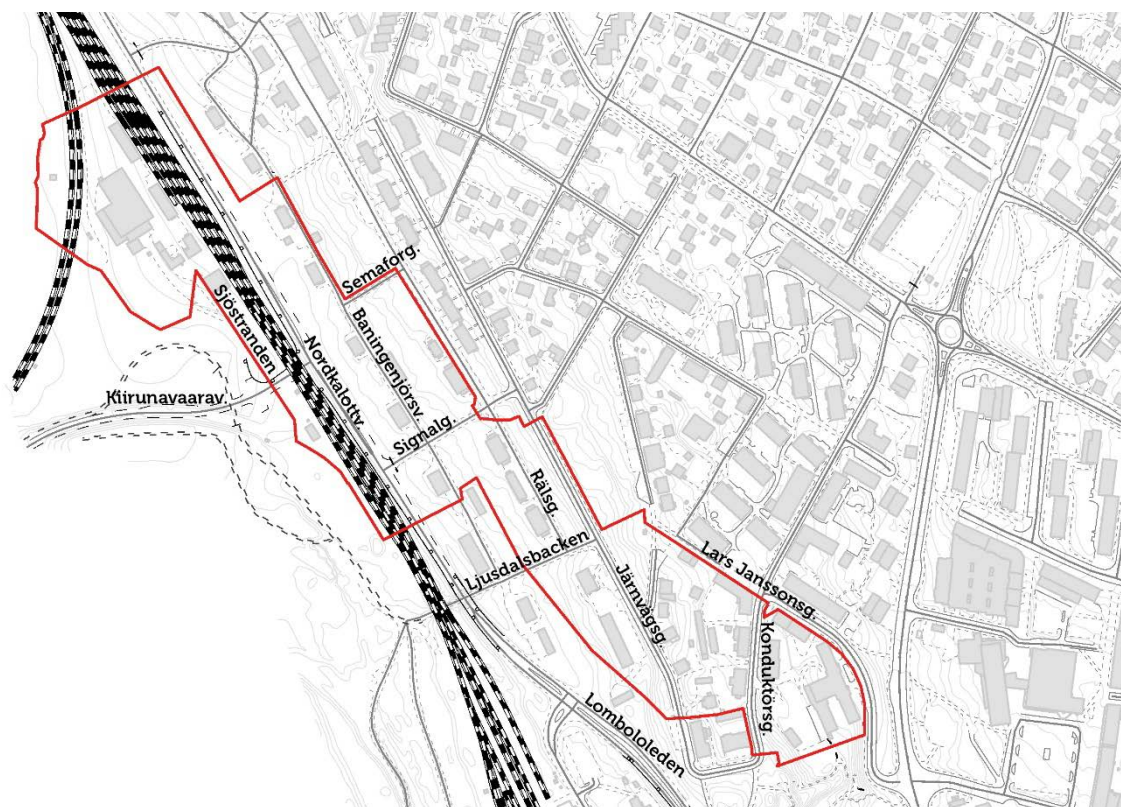 Semaforg.
Sjöstranden
Nordkalottv.
Baningenjörsv.
Kiirunavaarav.
Signalg.
Rälsg.
Ljusdalsbacken
Lars Janssonsg.
Järnvägsg.
Konduktörsg.
Lombololeden